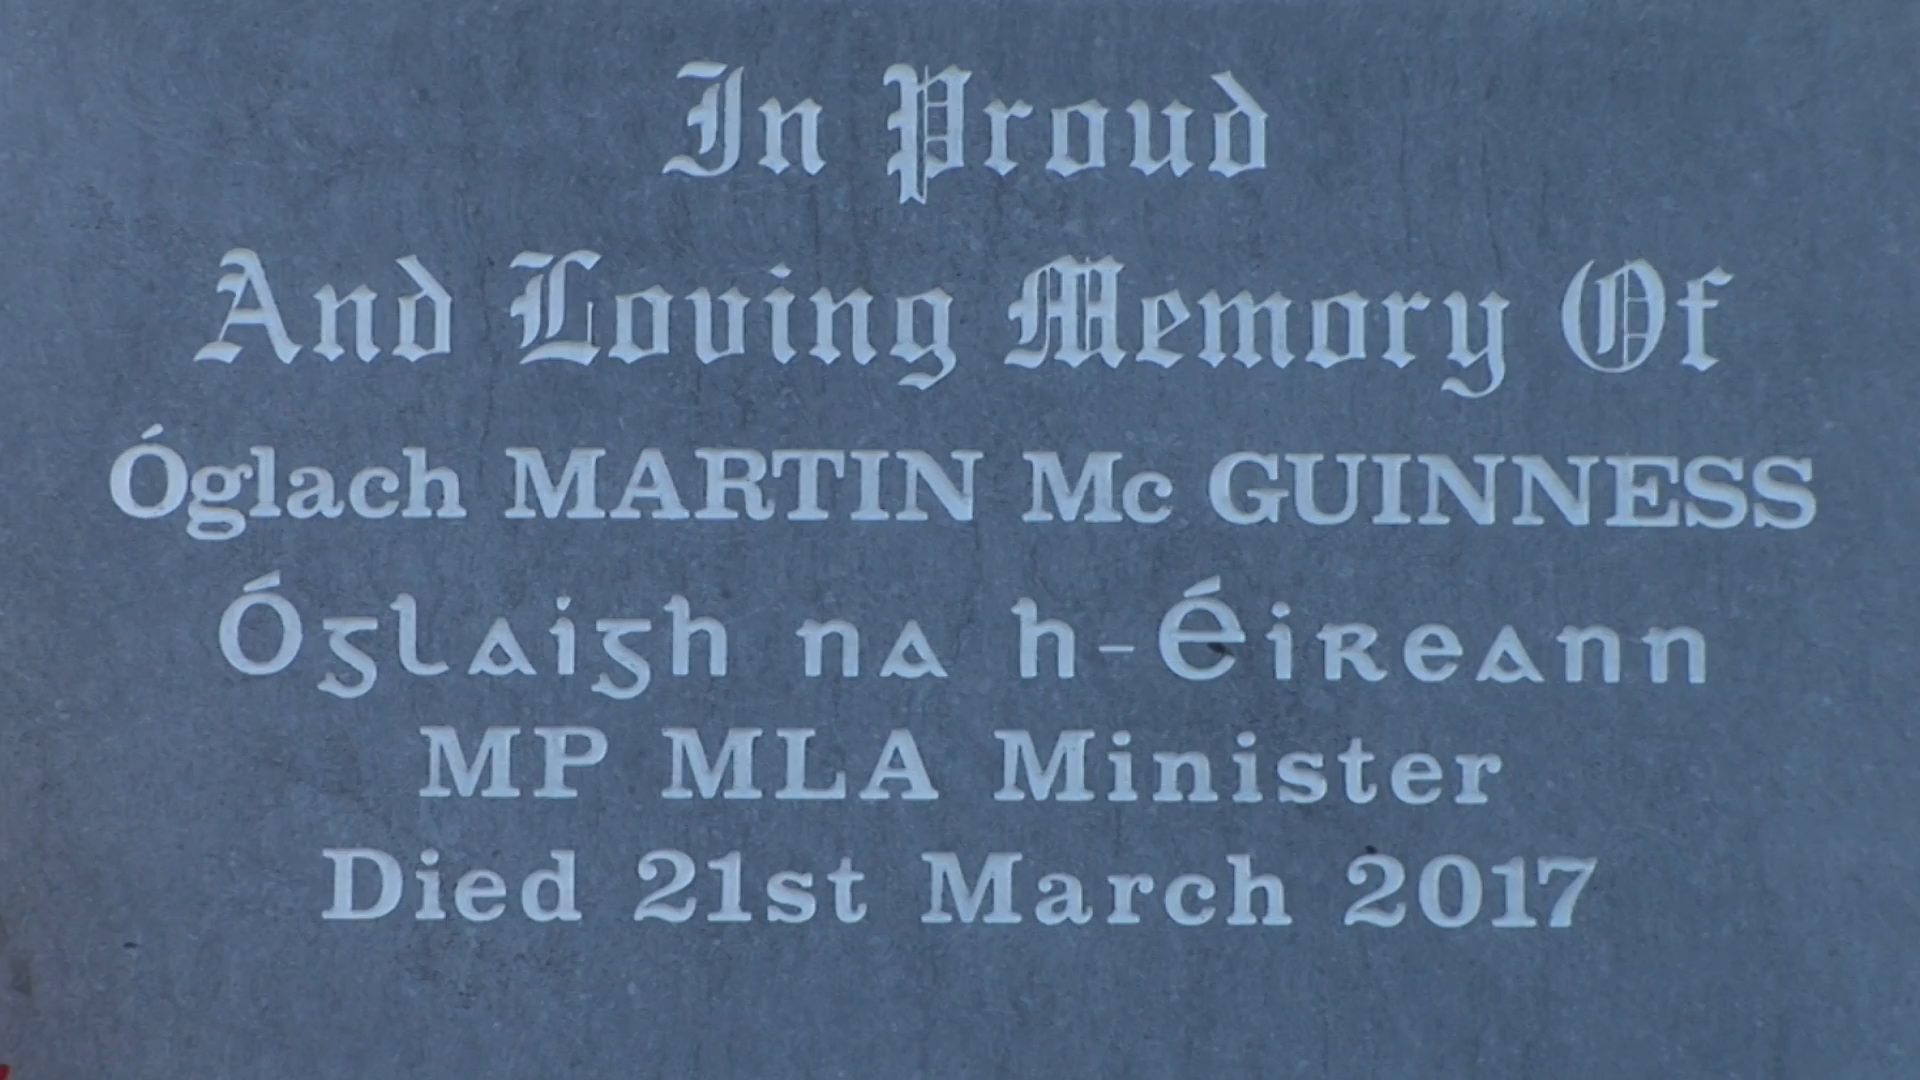 In Proud
And Loving Memory Of
Óglach MARTIN Mc GUINNESS
Óglaigh na h-Éireann
MP MLA Minister
Died 21st March 2017